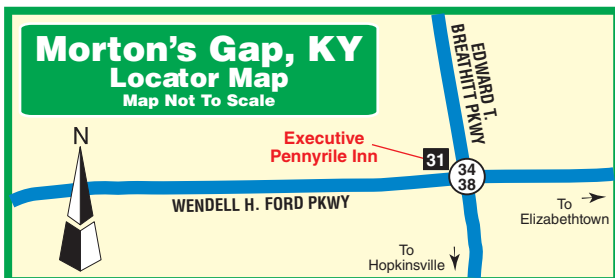 Morton's Gap, KY
Locator Map
Map Not To Scale
EDWARD T.
BREATHITT PKWY
N
Executive
Pennyrile Inn
31
34
38
WENDELL H. FORD PKWY
To
Elizabethtown
To
Hopkinsville